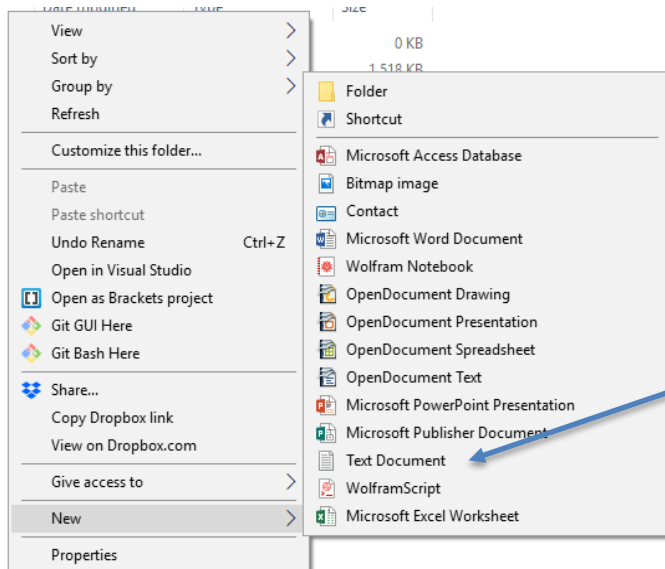 Date modified Type Size
0 KB
1,518 KB
View
Sort by
Group by
Refresh
Customize this folder...
Paste
Paste shortcut
Undo Rename Ctrl+Z
Open in Visual Studio
Open as Brackets project
Git GUI Here
Git Bash Here
Share...
Copy Dropbox link
View on Dropbox.com
Give access to
New
Properties
Folder
Shortcut
Microsoft Access Database
Bitmap image
Contact
Microsoft Word Document
Wolfram Notebook
OpenDocument Drawing
OpenDocument Presentation
OpenDocument Spreadsheet
OpenDocument Text
Microsoft PowerPoint Presentation
Microsoft Publisher Document
Text Document
WolframScript
Microsoft Excel Worksheet